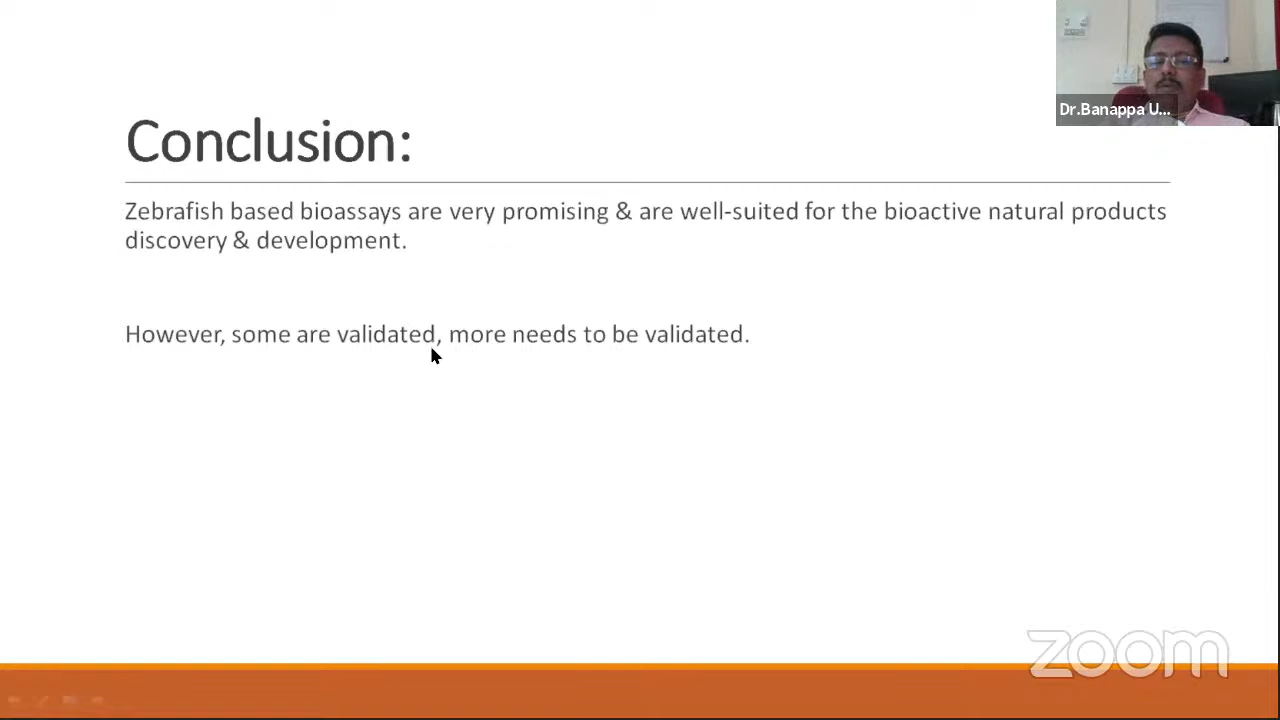 Dr.Banappa U...
Conclusion:
Zebrafish based bioassays are very promising & are well-suited for the bioactive natural products
discovery & development.
However, some are validated, more needs to be validated.
zoom